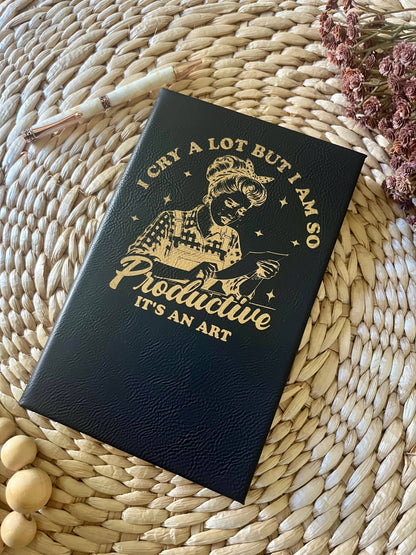 I CRY A LOT BUT I AM SO
Productive
IT'S AN ART